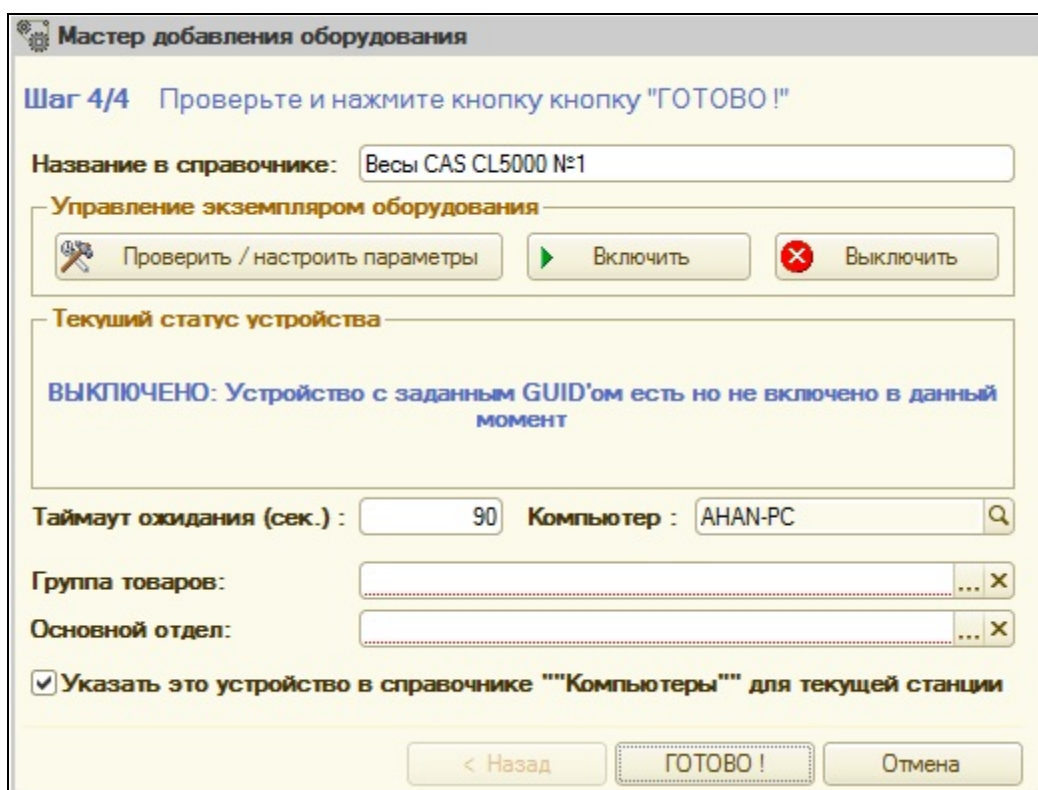 Мастер добавления оборудования
Шаг 4/4 Проверьте и нажмите кнопку кнопку "ГОТОВО !"
Название в справочнике: Весы CAS CL5000 №1
Управление экземпляром оборудования
Проверить / настроить параметры Включить Выключить
Текуший статус устройства
ВЫКЛЮЧЕНО: Устройство с заданным GUID'ом есть но не включено в данный
момент
Таймаут ожидания (сек.) : 90 Компьютер : AHAN-PC
Группа товаров: ... x
Основной отдел: ... x
Указать это устройство в справочнике ""Компьютеры"" для текущей станции
< Назад ГОТОВО ! Отмена